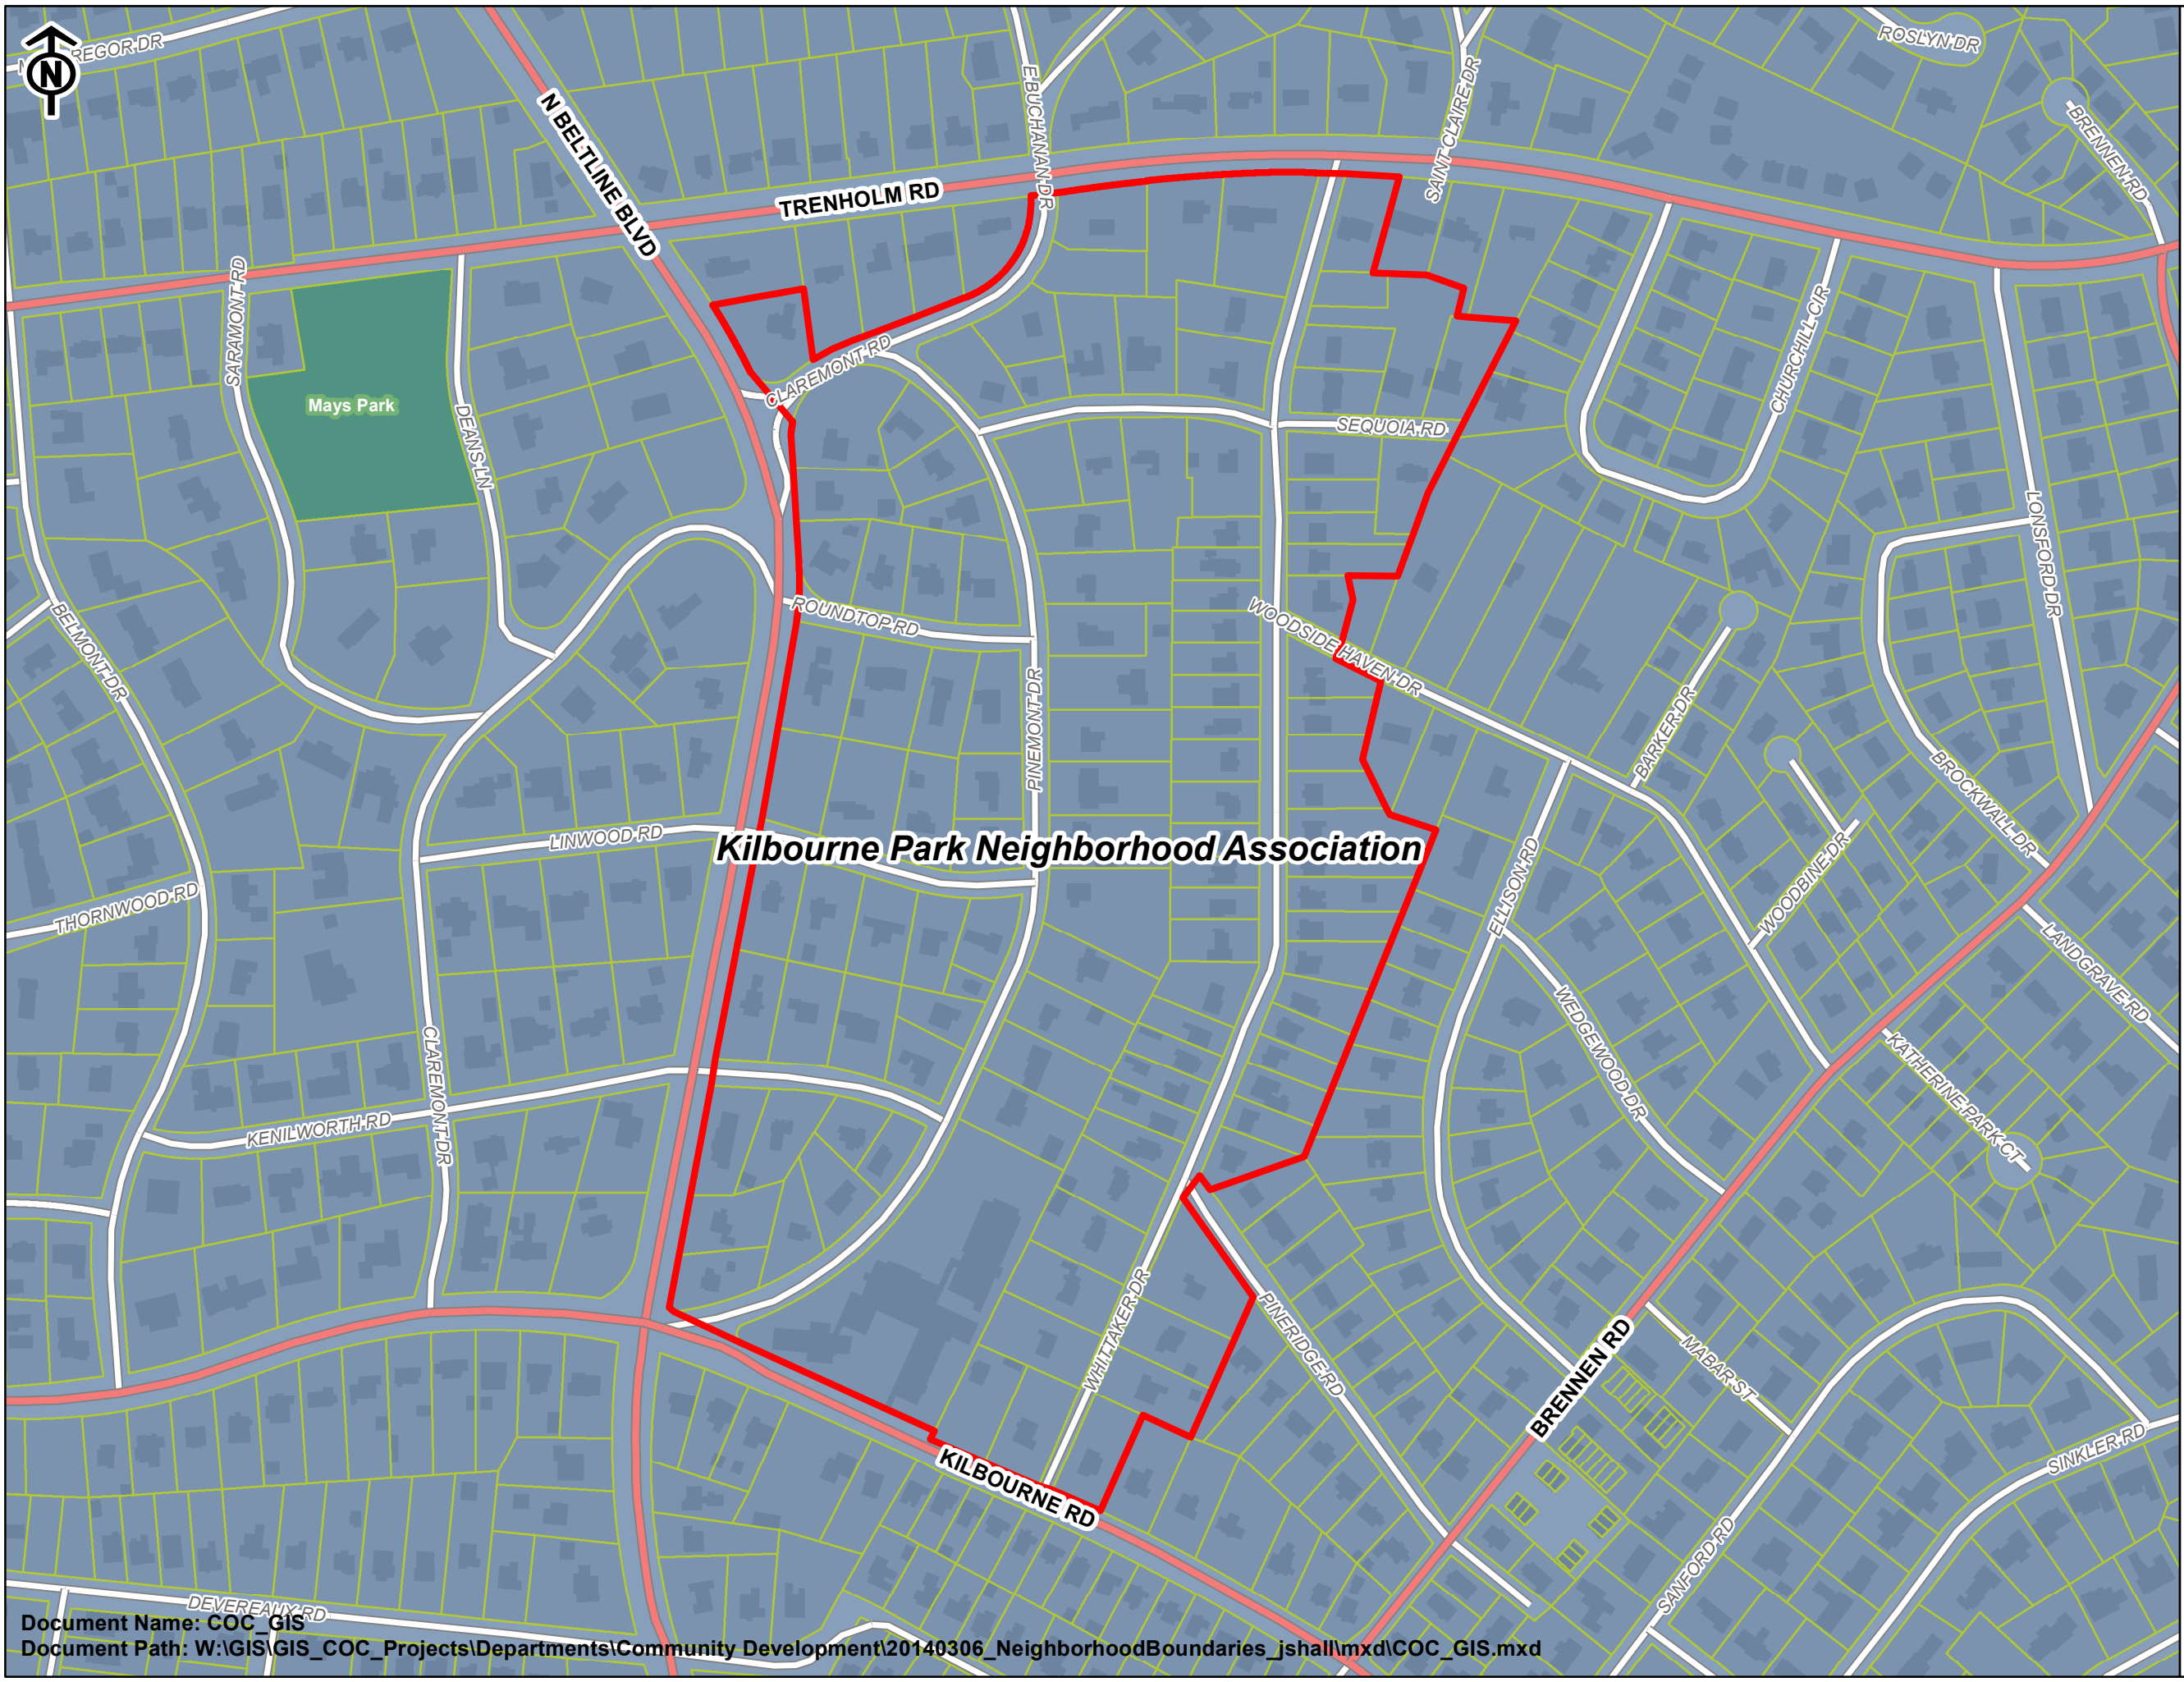 N
REGOR DR
ROSLYN DR
BRENNEN RD
E BUCHANAN DR
SAINT CLAIRE DR
N BELTLINE BLVD
TRENHOLM RD
SARAMONT RD
Mays Park
DEANS LN
CLAREMONT RD
SEQUOIA RD
CHURCHILL CIR
LONSFORD DR
BELMONT DR
ROUNDTOP RD
WOODSIDE HAVEN DR
PINEMONT DR
BARKER DR
BROCKWALL DR
LINWOOD RD
Kilbourne Park Neighborhood Association
WOODBINE DR
ELLISON RD
THORNWOOD RD
LANDGRAVE RD
WEDGEWOOD DR
CLAREMONT DR
KATHERINE PARK CT
KENILWORTH RD
WHITTAKER DR
PINERIDGE RD
BRENNEN RD
MABAR ST
KILBOURNE RD
SINKLER RD
SANFORD RD
DEVEREAUX RD
Document Name: COC_GIS
Document Path: W:\GIS\GIS_COC_Projects\Departments\Community Development\20140306_NeighborhoodBoundaries_jshall\mxd\COC_GIS.mxd